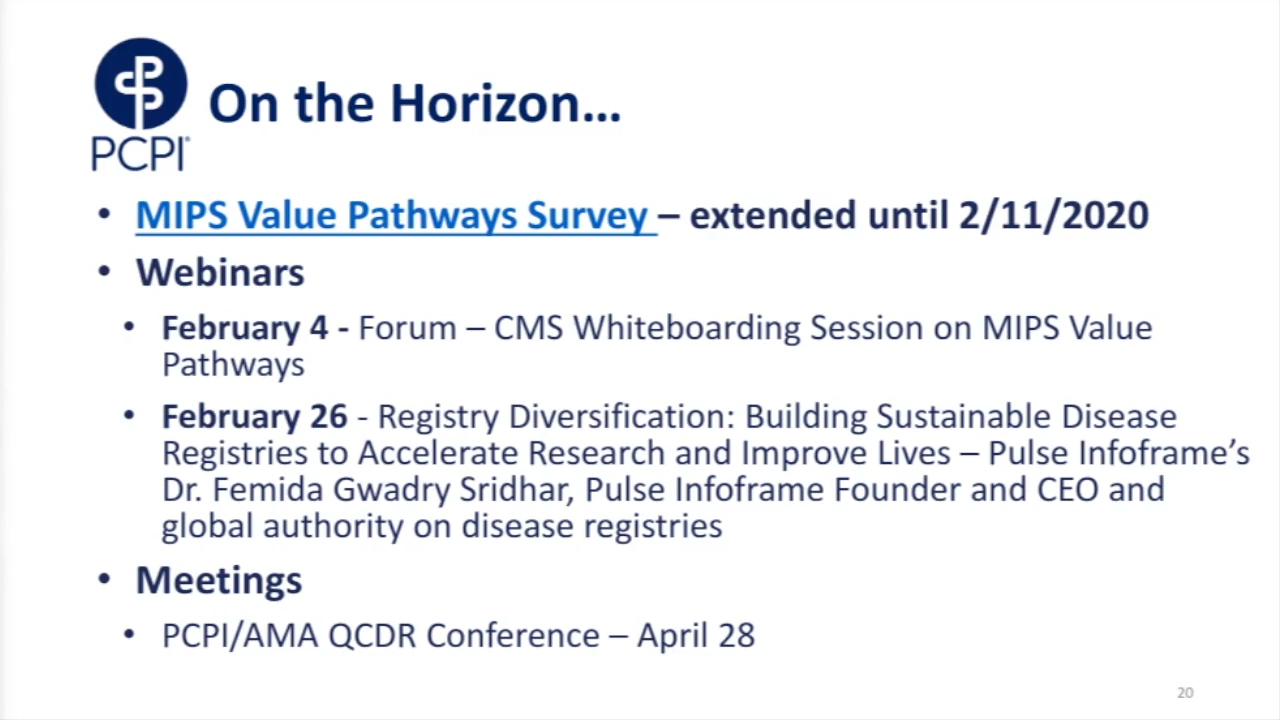 On the Horizon...
PCPI
• MIPS Value Pathways Survey – extended until 2/11/2020
• Webinars
• February 4 - Forum – CMS Whiteboarding Session on MIPS Value
Pathways
• February 26 - Registry Diversification: Building Sustainable Disease
Registries to Accelerate Research and Improve Lives – Pulse Infoframe’s
Dr. Femida Gwadry Sridhar, Pulse Infoframe Founder and CEO and
global authority on disease registries
• Meetings
• PCPI/AMA QCDR Conference – April 28
20